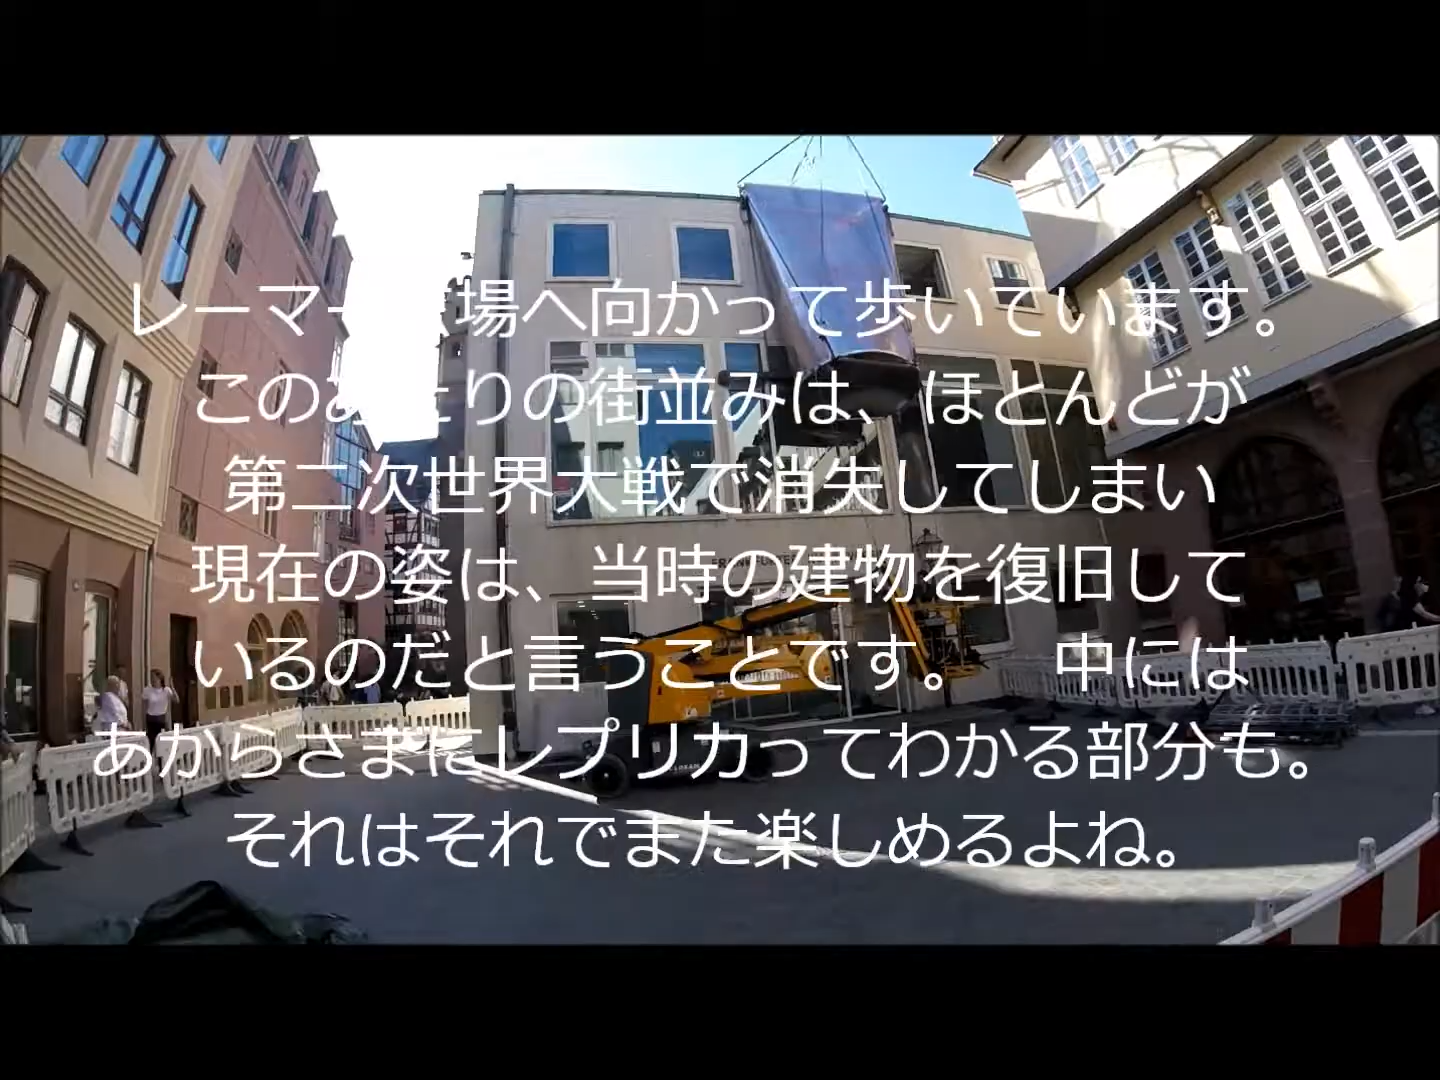 レーマー広場へ向かって歩いています。
このあたりの街並みは、ほとんどが
第二次世界大戦で消失してしまい
現在の姿は、当時の建物を復旧して
いるのだと言うことです。　中には
あからさまにレプリカってわかる部分も。
それはそれでまた楽しめるよね。